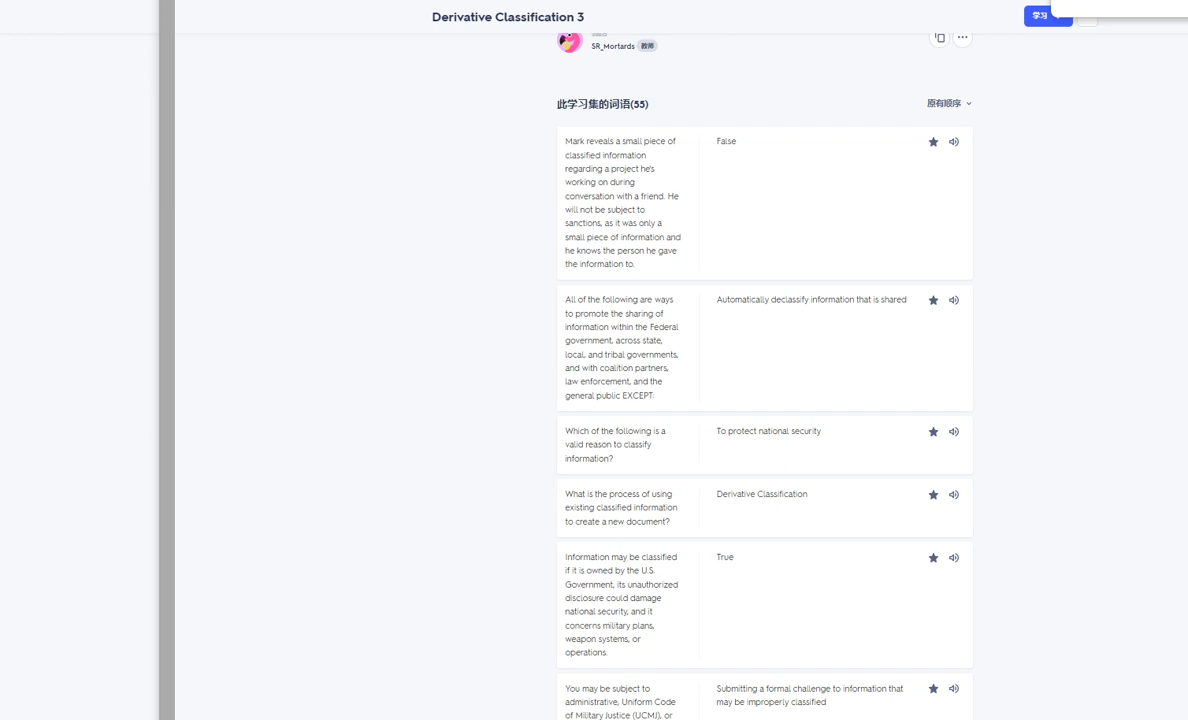 Derivative Classification 3
学习
SR_Mortards 教师
此学习集的词语(55)
原有顺序
Mark reveals a small piece of
classified information
regarding a project he's
working on during
conversation with a friend. He
will not be subject to
sanctions, as it was only a
small piece of information and
he knows the person he gave
the information to.
False
All of the following are ways
to promote the sharing of
information within the Federal
government, across state,
local, and tribal governments,
and with coalition partners,
law enforcement, and the
general public EXCEPT:
Automatically declassify information that is shared
Which of the following is a
valid reason to classify
information?
To protect national security
What is the process of using
existing classified information
to create a new document?
Derivative Classification
Information may be classified
if it is owned by the U.S.
Government, its unauthorized
disclosure could damage
national security, and it
concerns military plans,
weapon systems, or
operations.
True
You may be subject to
administrative, Uniform Code
of Military Justice (UCMJ), or
Submitting a formal challenge to information that
may be improperly classified